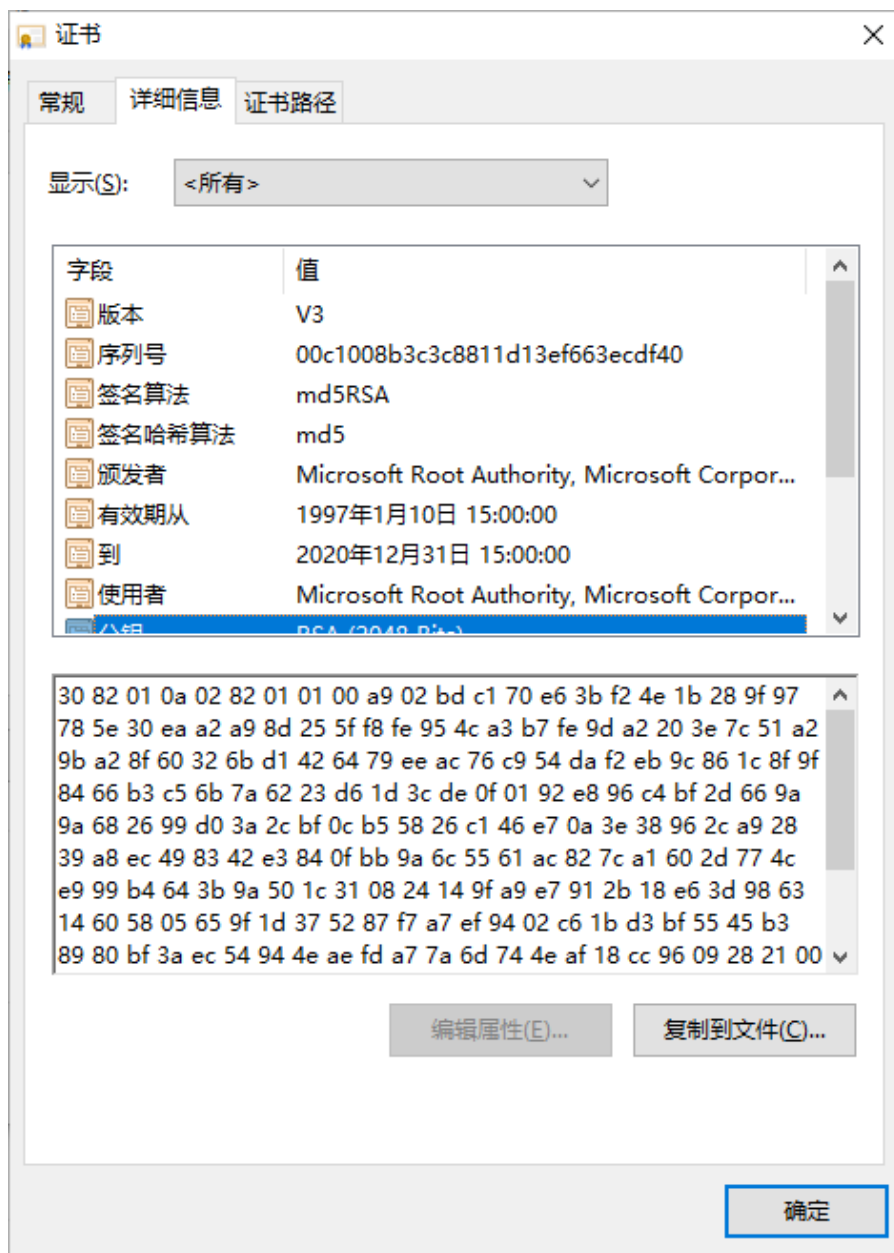 证书
常规 详细信息 证书路径
显示(S): <所有>
字段 值
版本 V3
序列号 00c1008b3c3c8811d13ef663ecdf40
签名算法 md5RSA
签名哈希算法 md5
颁发者 Microsoft Root Authority, Microsoft Corpor...
有效期从 1997年1月10日 15:00:00
到 2020年12月31日 15:00:00
使用者 Microsoft Root Authority, Microsoft Corpor...
公钥 RSA (2048 Bits)
30 82 01 0a 02 82 01 01 00 a9 02 bd c1 70 e6 3b f2 4e 1b 28 9f 97
78 5e 30 ea a2 a9 8d 25 5f f8 fe 95 4c a3 b7 fe 9d a2 20 3e 7c 51 a2
9b a2 8f 60 32 6b d1 42 64 79 ee ac 76 c9 54 da f2 eb 9c 86 1c 8f 9f
84 66 b3 c5 6b 7a 62 23 d6 1d 3c de 0f 01 92 e8 96 c4 bf 2d 66 9a
9a 68 26 99 d0 3a 2c bf 0c b5 58 26 c1 46 e7 0a 3e 38 96 2c a9 28
39 a8 ec 49 83 42 e3 84 0f bb 9a 6c 55 61 ac 82 7c a1 60 2d 77 4c
e9 99 b4 64 3b 9a 50 1c 31 08 24 14 9f a9 e7 91 2b 18 e6 3d 98 63
14 60 58 05 65 9f 1d 37 52 87 f7 a7 ef 94 02 c6 1b d3 bf 55 45 b3
89 80 bf 3a ec 54 94 4e ae fd a7 7a 6d 74 4e af 18 cc 96 09 28 21 00
编辑属性(E)... 复制到文件(C)...
确定